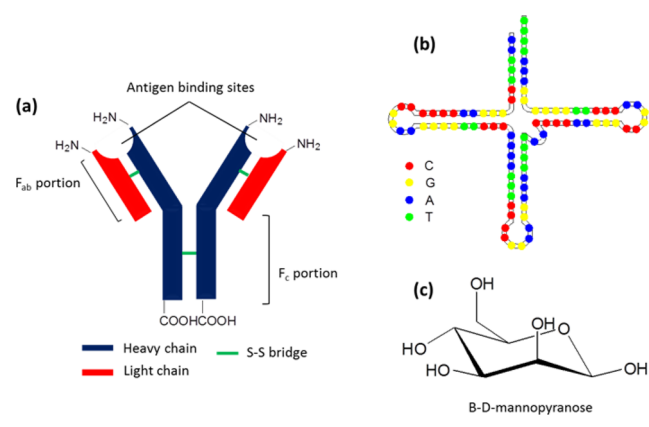 (a)
Antigen binding sites
H₂N
NH₂
H₂N
NH₂
Fab portion
Fc portion
COOHCOOH
Heavy chain
S-S bridge
Light chain
(b)
C
G
A
T
(c)
OH
OH
O
HO
HO
OH
OH
B-D-mannopyranose